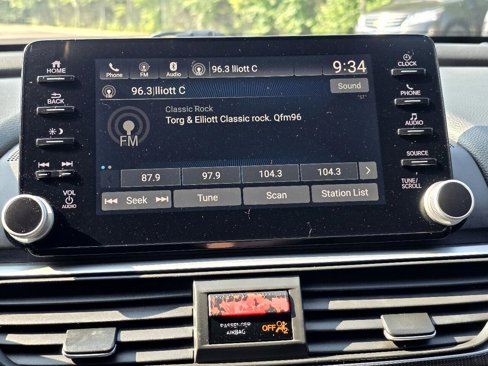 HOME
BACK
VOL
AUDIO
Phone
FM
Audio
96.3 lliott C
9:34
96.3|lliott C
Sound
FM
Classic Rock
Torg & Elliott Classic rock. Qfm96
87.9
97.9
104.3
104.3
Seek
Tune
Scan
Station List
CLOCK
PHONE
AUDIO
SOURCE
TUNE/
SCROLL
OFF